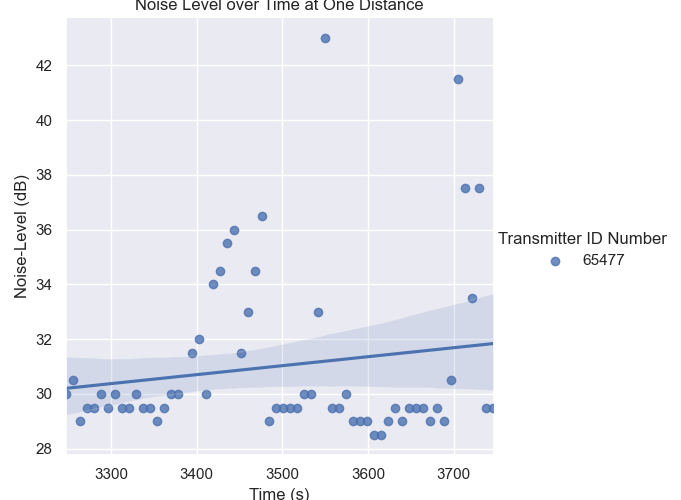 Noise Level over Time at One Distance
42
40
38
36
34
32
30
28
Noise-Level (dB)
3300 3400 3500 3600 3700
Time (s)
Transmitter ID Number
65477